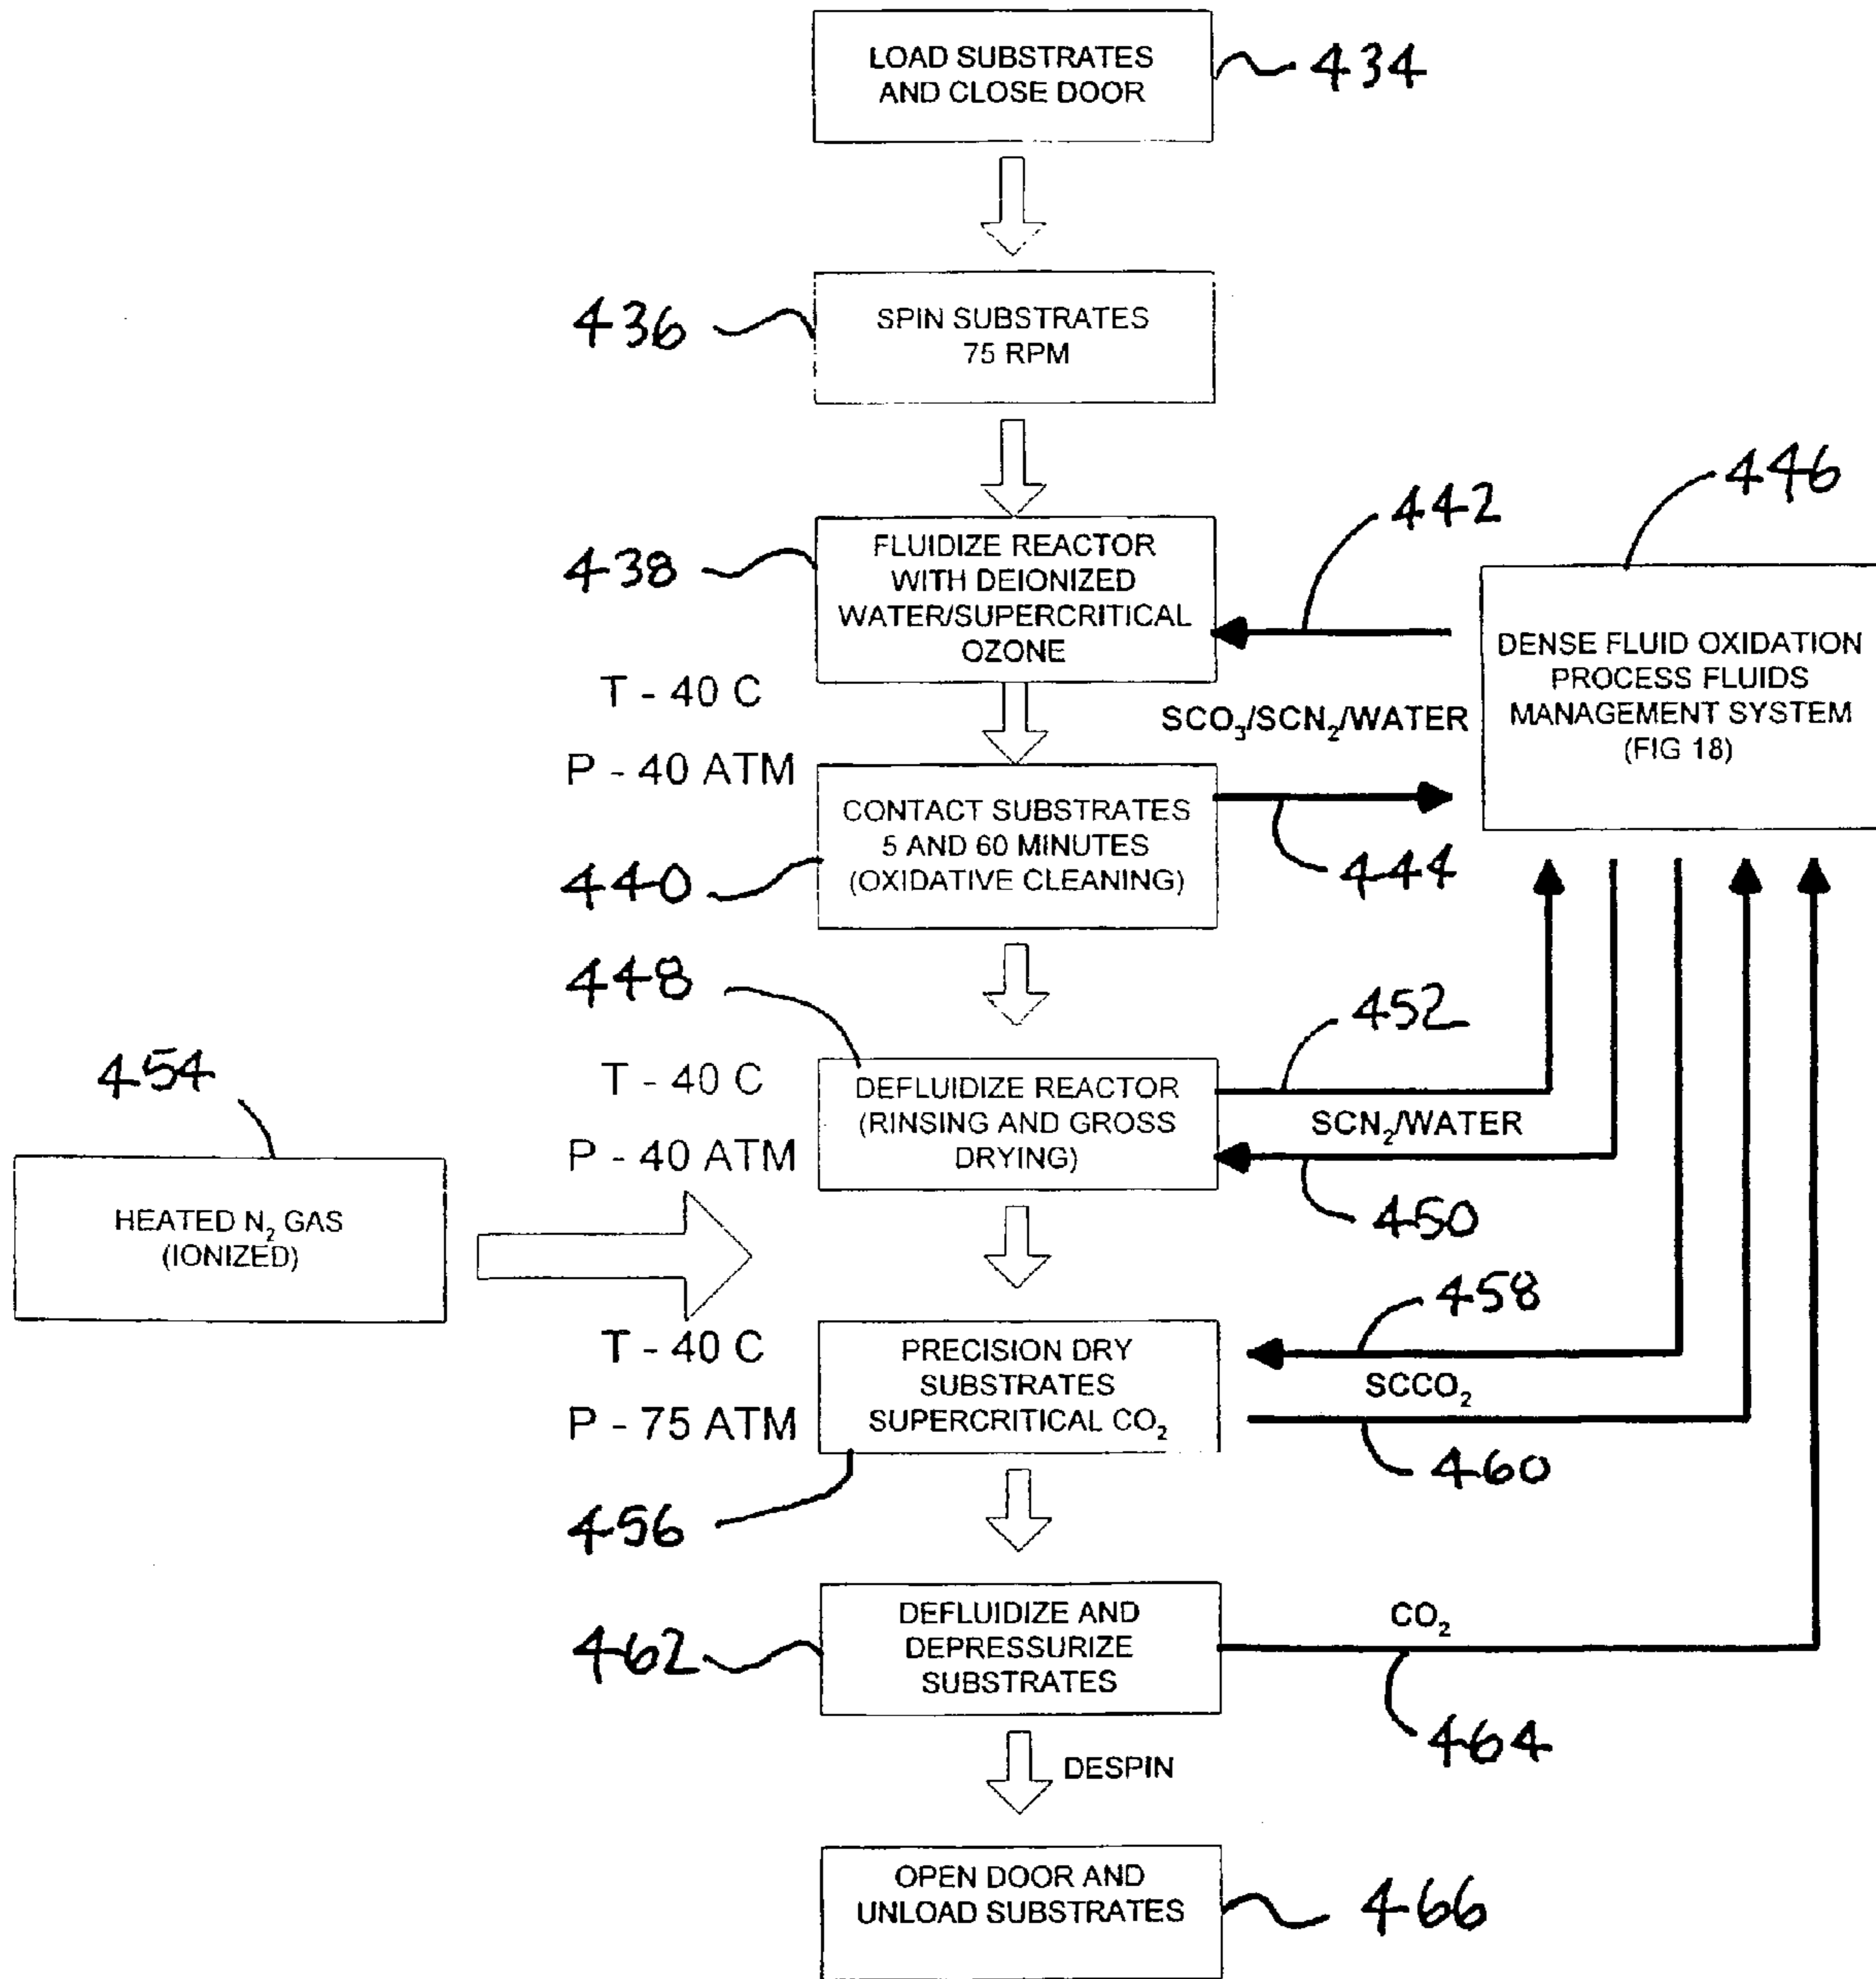 LOAD SUBSTRATES
AND CLOSE DOOR
434
436
SPIN SUBSTRATES
75 RPM
438
FLUIDIZE REACTOR
WITH DEIONIZED
WATER/SUPERCRITICAL
OZONE
442
446
DENSE FLUID OXIDATION
PROCESS FLUIDS
MANAGEMENT SYSTEM
(FIG 18)
T - 40 C
P - 40 ATM
SCO₃/SCN₂/WATER
440
CONTACT SUBSTRATES
5 AND 60 MINUTES
(OXIDATIVE CLEANING)
444
448
T - 40 C
P - 40 ATM
DEFLUIDIZE REACTOR
(RINSING AND GROSS
DRYING)
452
SCN₂/WATER
450
454
HEATED N₂ GAS
(IONIZED)
T - 40 C
P - 75 ATM
PRECISION DRY
SUBSTRATES
SUPERCRITICAL CO₂
458
SCCO₂
460
456
462
DEFLUIDIZE AND
DEPRESSURIZE
SUBSTRATES
CO₂
464
DESPIN
OPEN DOOR AND
UNLOAD SUBSTRATES
466